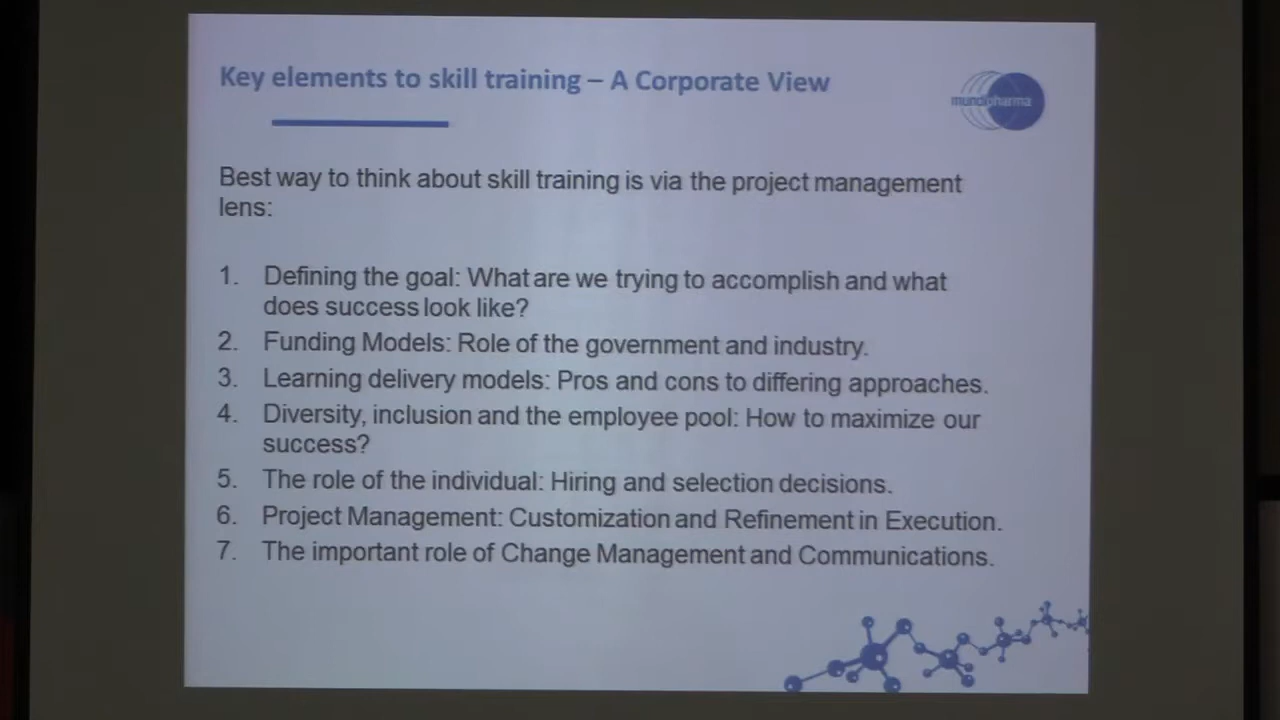 Key elements to skill training – A Corporate View
mundipharma
Best way to think about skill training is via the project management
lens:
1. Defining the goal: What are we trying to accomplish and what
does success look like?
2. Funding Models: Role of the government and industry.
3. Learning delivery models: Pros and cons to differing approaches.
4. Diversity, inclusion and the employee pool: How to maximize our
success?
5. The role of the individual: Hiring and selection decisions.
6. Project Management: Customization and Refinement in Execution.
7. The important role of Change Management and Communications.